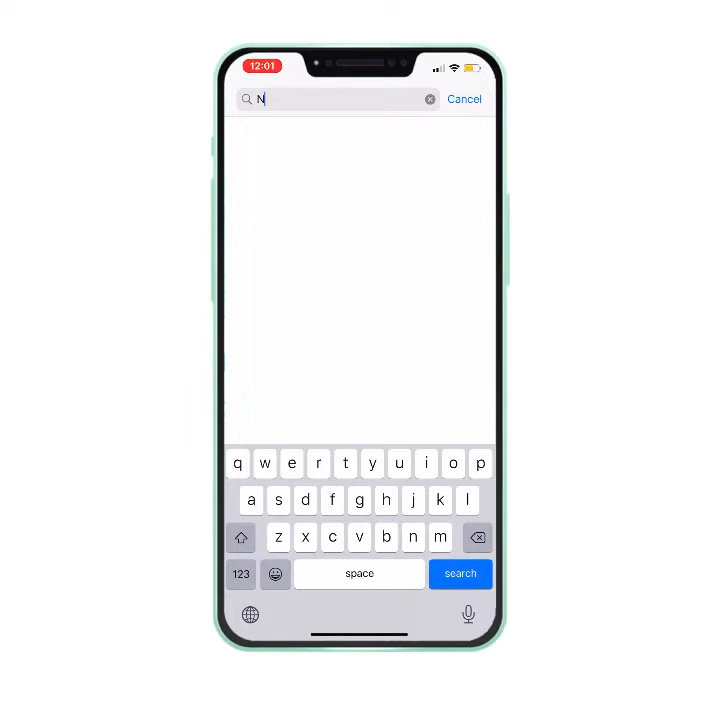 12:01
N
Cancel
q w e r t y u i o p
a s d f g h j k l
z x c v b n m
123 space search